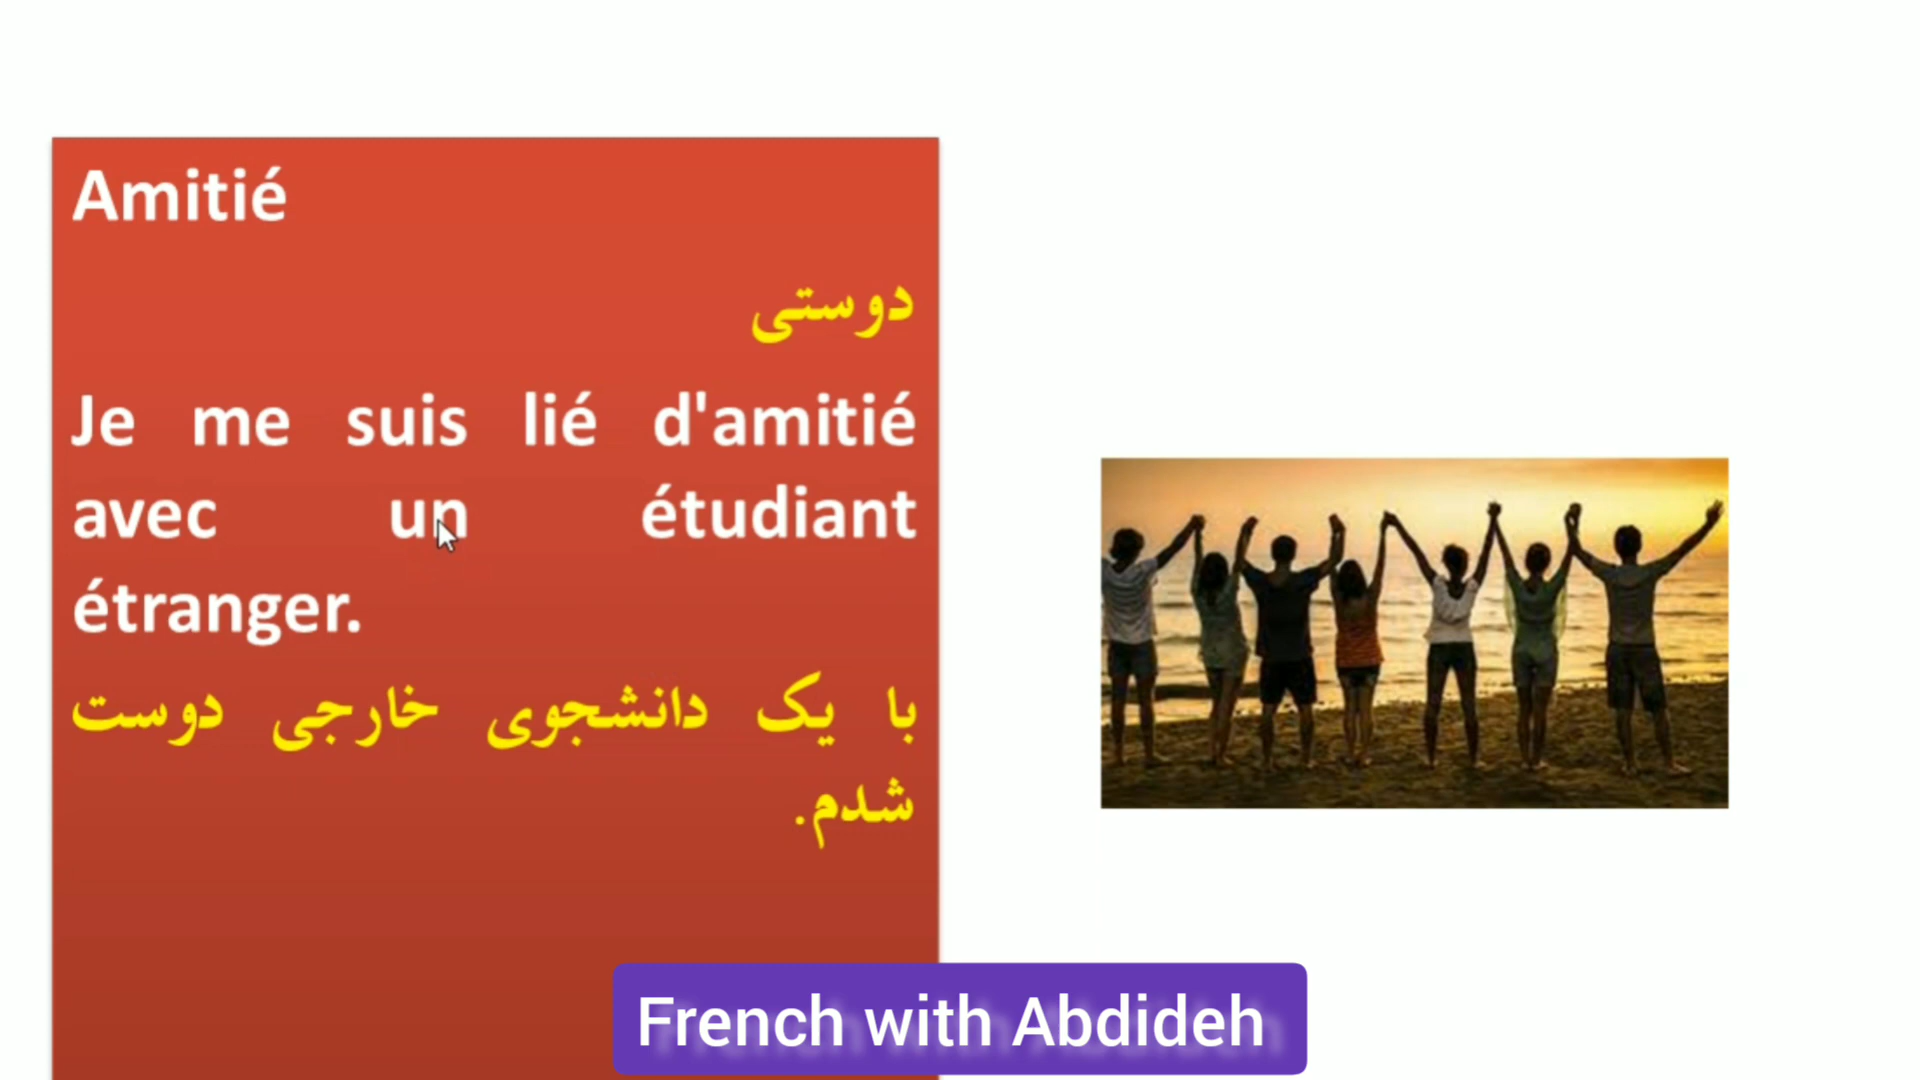 Amitié
دوستی
Je me suis lié d'amitié
avec un étudiant
étranger.
با یک دانشجوی خارجی دوست
شدم.
French with Abdideh